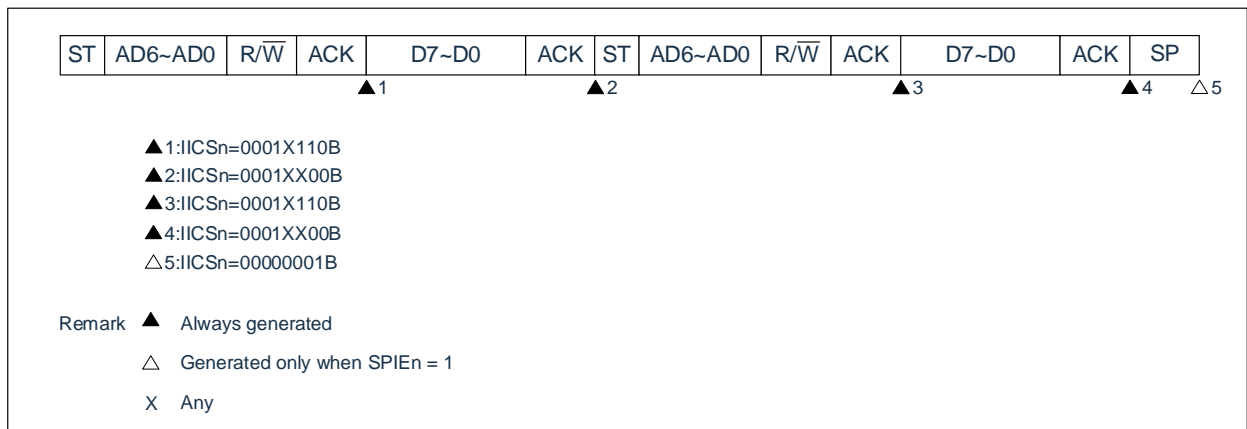 ST AD6~AD0 R/W̅ ACK D7~D0 ACK ST AD6~AD0 R/W̅ ACK D7~D0 ACK SP
▲1 ▲2 ▲3 ▲4 △5
▲1:IICSn=0001X110B
▲2:IICSn=0001XX00B
▲3:IICSn=0001X110B
▲4:IICSn=0001XX00B
△5:IICSn=00000001B
Remark ▲ Always generated
△ Generated only when SPIEn = 1
X Any